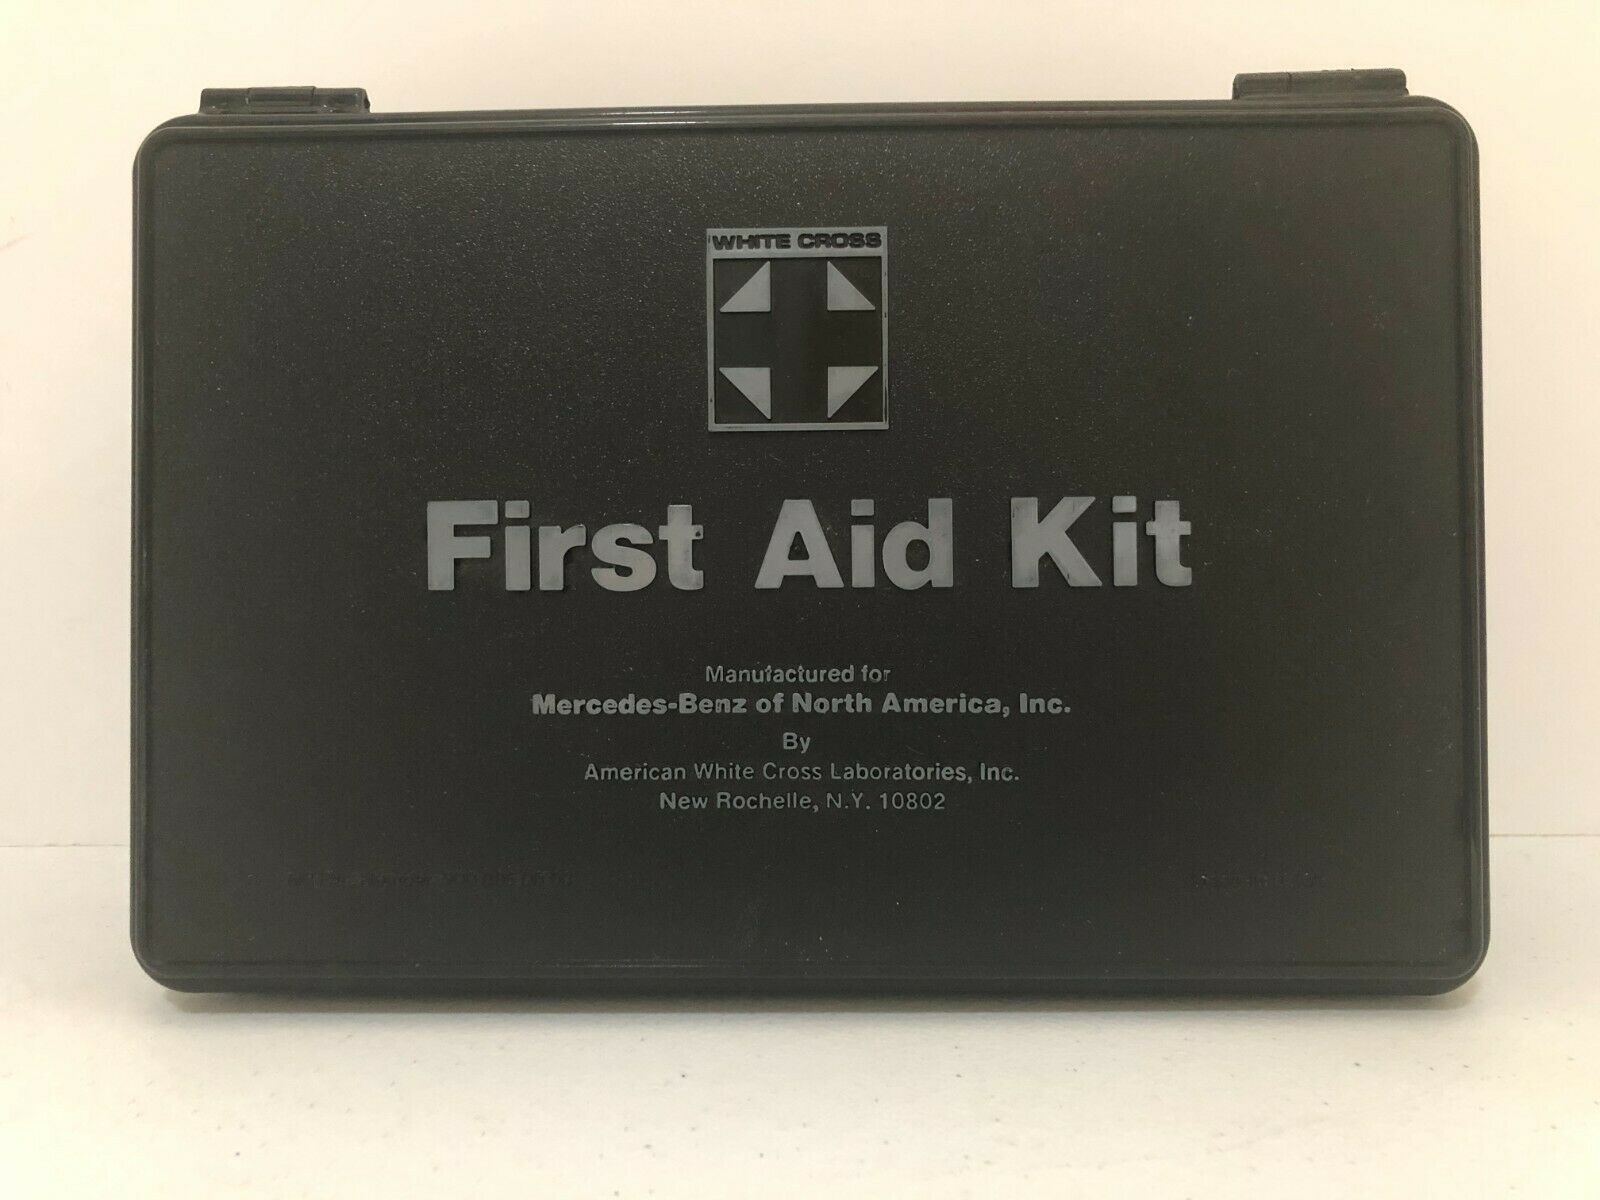 WHITE CROSS
First Aid Kit
Manufactured for
Mercedes-Benz of North America, Inc.
By
American White Cross Laboratories, Inc.
New Rochelle, N.Y. 10802